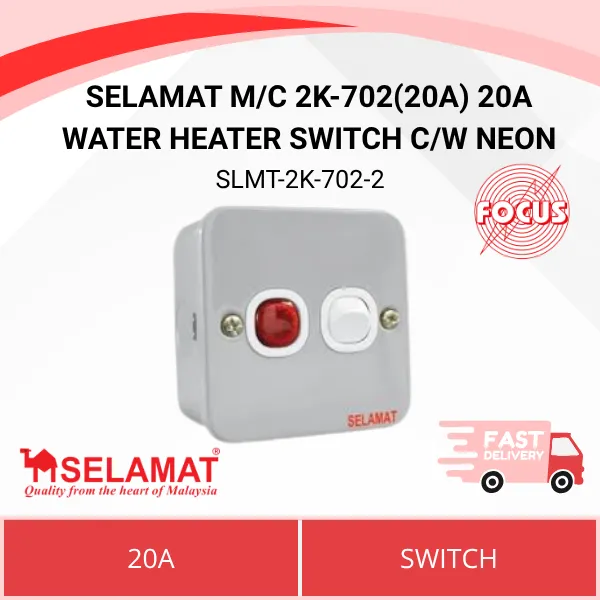 SELAMAT M/C 2K-702(20A) 20A
WATER HEATER SWITCH C/W NEON
SLMT-2K-702-2
FOCUS
SELAMAT
SELAMAT
Quality from the heart of Malaysia
FAST
DELIVERY
20A
SWITCH